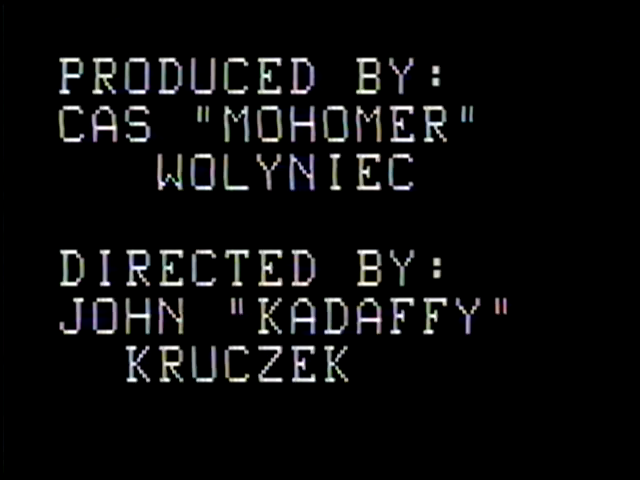 PRODUCED BY:
CAS "MOHOMER"
WOLYNIEC
DIRECTED BY:
JOHN "KADAFFY"
KRUCZEK